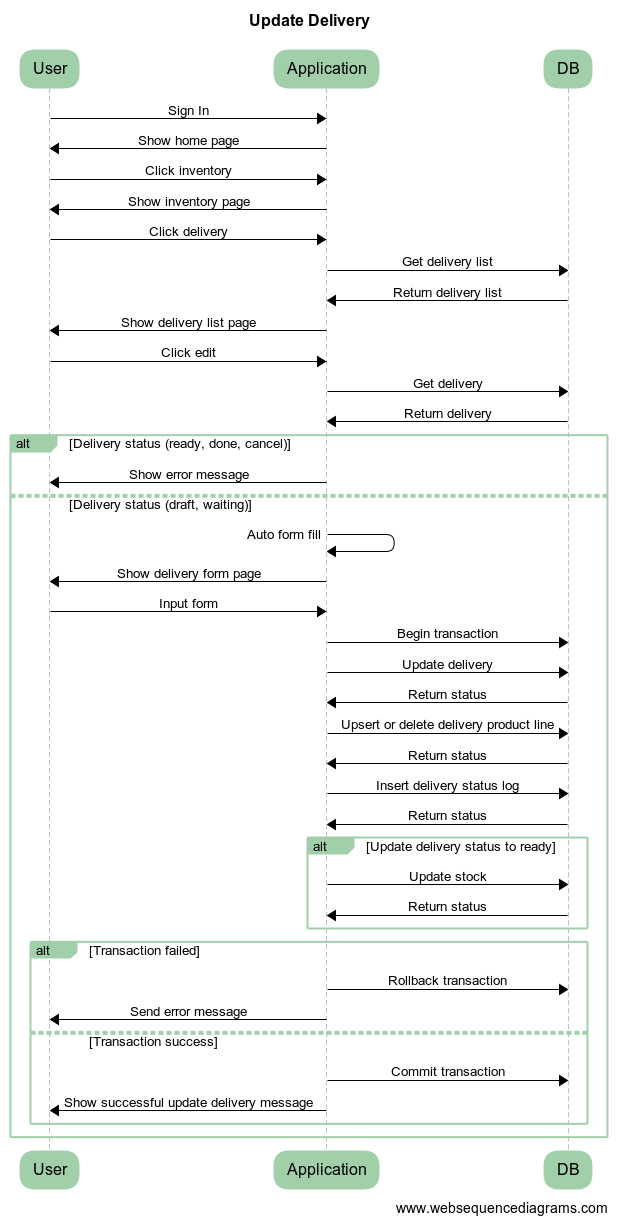 Update Delivery
User
Application
DB
Sign In
Show home page
Click inventory
Show inventory page
Click delivery
Get delivery list
Return delivery list
Show delivery list page
Click edit
Get delivery
Return delivery
alt [Delivery status (ready, done, cancel)]
Show error message
[Delivery status (draft, waiting)]
Auto form fill
Show delivery form page
Input form
Begin transaction
Update delivery
Return status
Upsert or delete delivery product line
Return status
Insert delivery status log
Return status
alt [Update delivery status to ready]
Update stock
Return status
alt [Transaction failed]
Rollback transaction
Send error message
[Transaction success]
Commit transaction
Show successful update delivery message
User
Application
DB
www.websequencediagrams.com